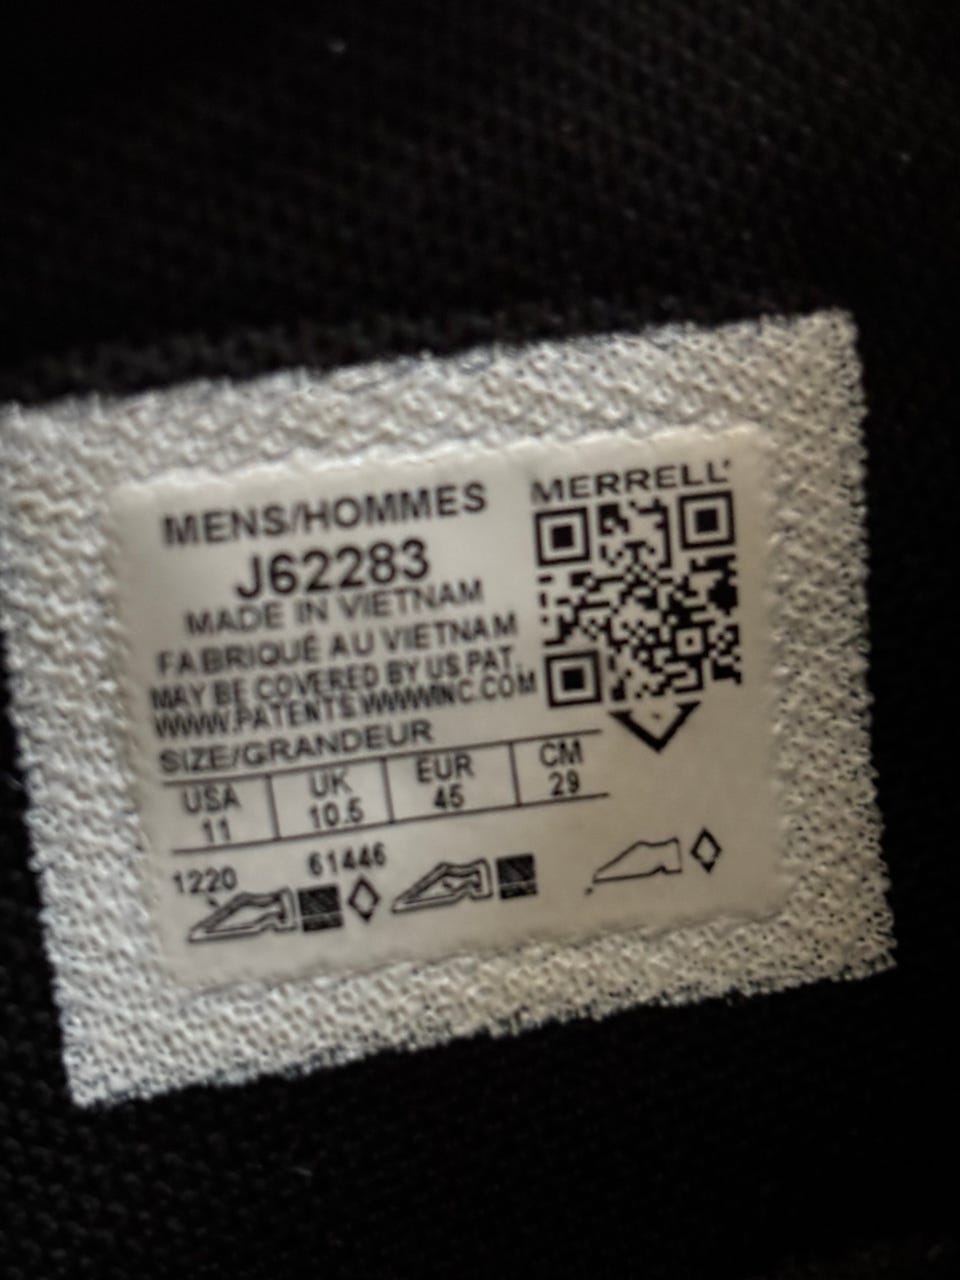 MENS/HOMMES
J62283
MADE IN VIETNAM
FABRIQUÉ AU VIETNAM
MAY BE COVERED BY US PAT.
WWW.PATENTS.WWWINC.COM
SIZE/GRANDEUR
USA UK EUR CM
11 10.5 45 29
1220 61446
MERRELL